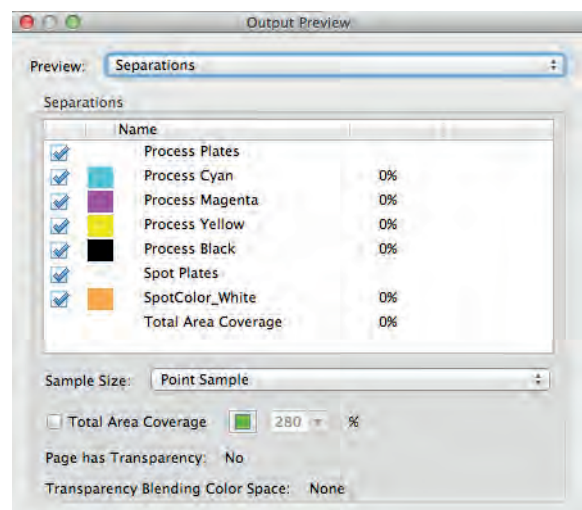 Output Preview
Preview: Separations
Separations
Name
Process Plates
Process Cyan 0%
Process Magenta 0%
Process Yellow 0%
Process Black 0%
Spot Plates
SpotColor_White 0%
Total Area Coverage 0%
Sample Size: Point Sample
Total Area Coverage 280 %
Page has Transparency: No
Transparency Blending Color Space: None